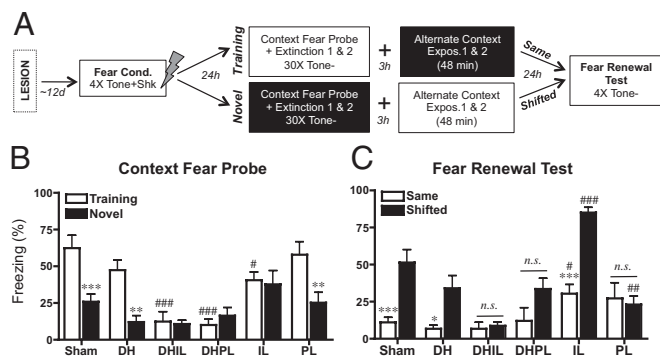 A
LESION
~12d
Fear Cond.
4X Tone+Shk
24h
Training
Novel
Context Fear Probe
+ Extinction 1 & 2
30X Tone-
Context Fear Probe
+ Extinction 1 & 2
30X Tone-
+
3h
+
3h
Alternate Context
Expos.1 & 2
(48 min)
Alternate Context
Expos.1 & 2
(48 min)
Same
24h
Shifted
Fear Renewal
Test
4X Tone-
B
Context Fear Probe
Freezing (%)
100
75
50
25
0
Training
Novel
***
**
###
###
#
**
Sham DH DHIL DHPL IL PL
C
Fear Renewal Test
100
75
50
25
0
Same
Shifted
***
*
n.s.
n.s.
#
***
###
n.s.
##
Sham DH DHIL DHPL IL PL